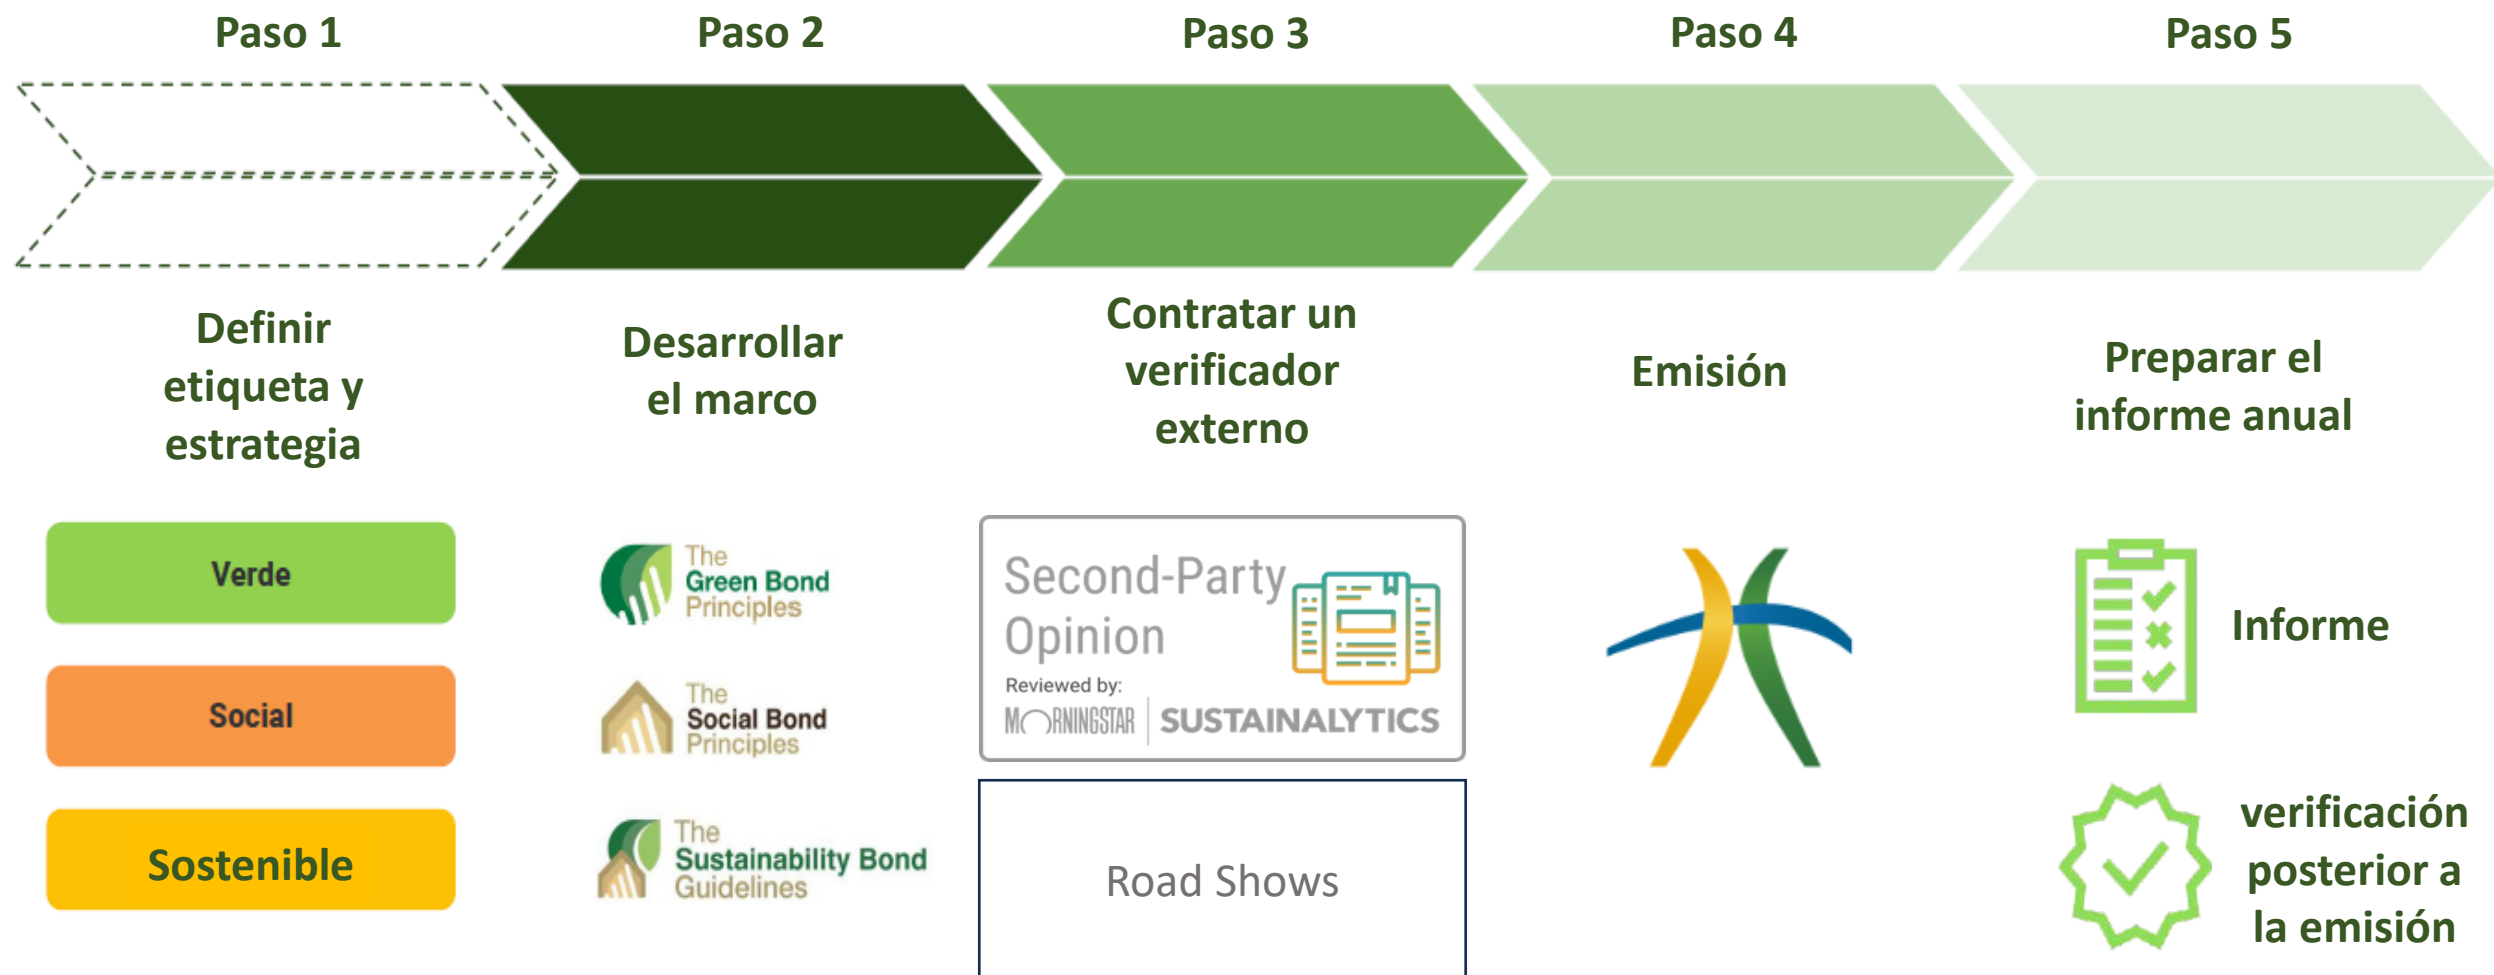 Paso 1
Paso 2
Paso 3
Paso 4
Paso 5
Definir
etiqueta y
estrategia
Desarrollar
el marco
Contratar un
verificador
externo
Emisión
Preparar el
informe anual
Verde
Social
Sostenible
The
Green Bond
Principles
The
Social Bond
Principles
The
Sustainability Bond
Guidelines
Second-Party
Opinion
Reviewed by:
MORNINGSTAR | SUSTAINALYTICS
Road Shows
Informe
verificación
posterior a
la emisión